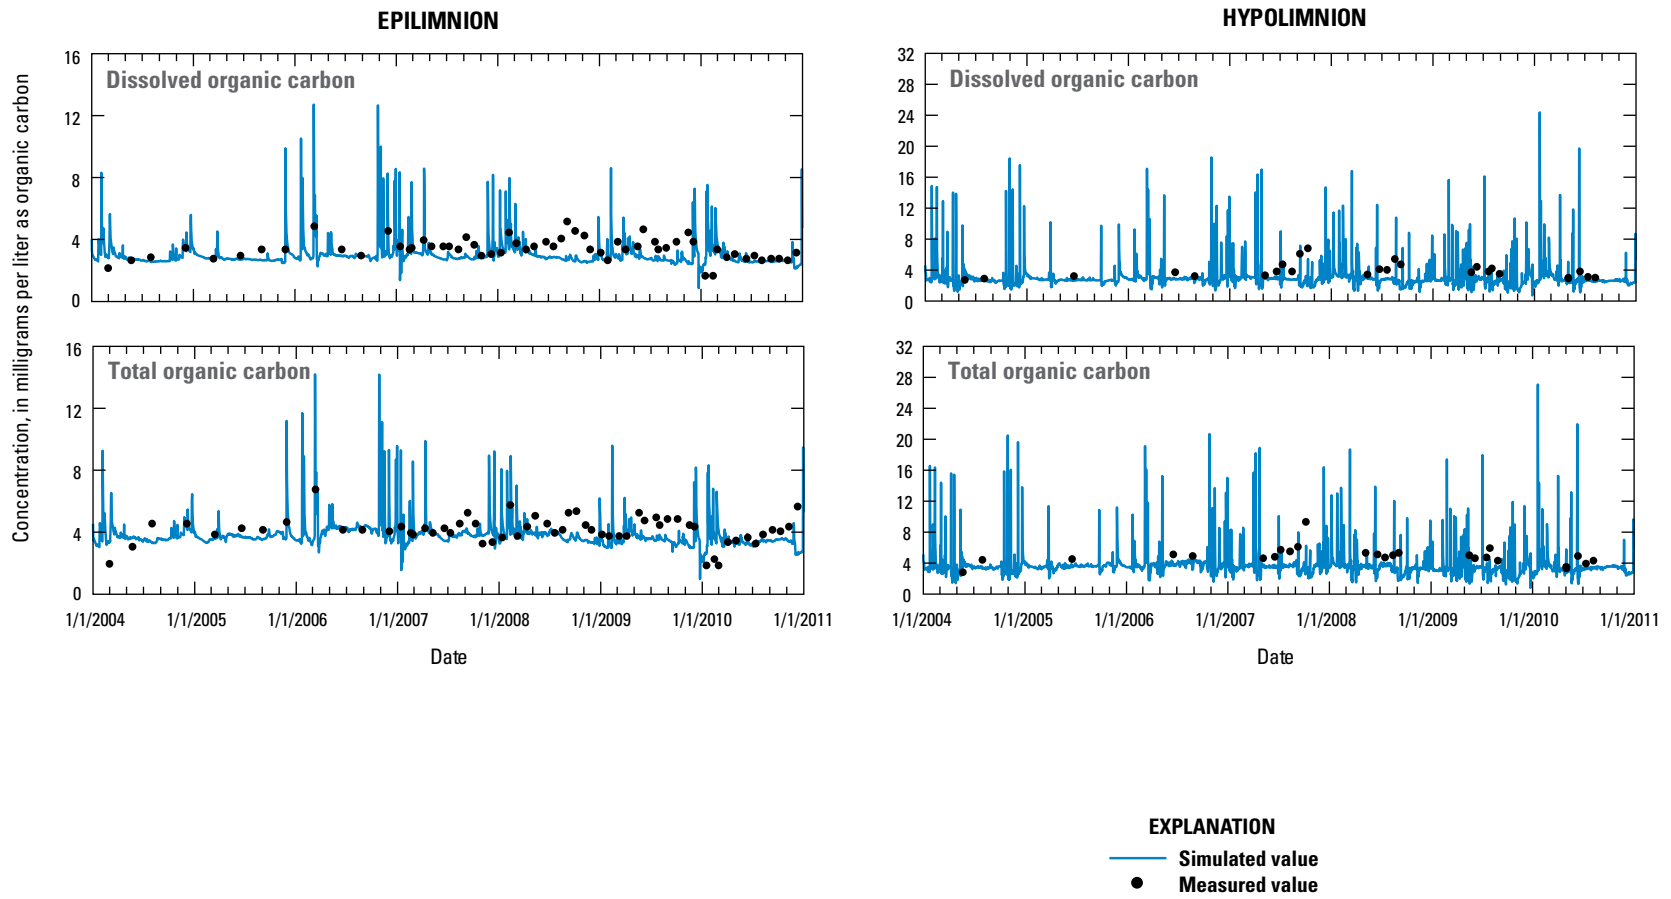 EPILIMNION
HYPOLIMNION
Concentration, in milligrams per liter as organic carbon
Dissolved organic carbon
16
12
8
4
0
Dissolved organic carbon
32
28
24
20
16
12
8
4
0
Total organic carbon
16
12
8
4
0
1/1/2004 1/1/2005 1/1/2006 1/1/2007 1/1/2008 1/1/2009 1/1/2010 1/1/2011
Date
Total organic carbon
32
28
24
20
16
12
8
4
0
1/1/2004 1/1/2005 1/1/2006 1/1/2007 1/1/2008 1/1/2009 1/1/2010 1/1/2011
Date
EXPLANATION
Simulated value
Measured value